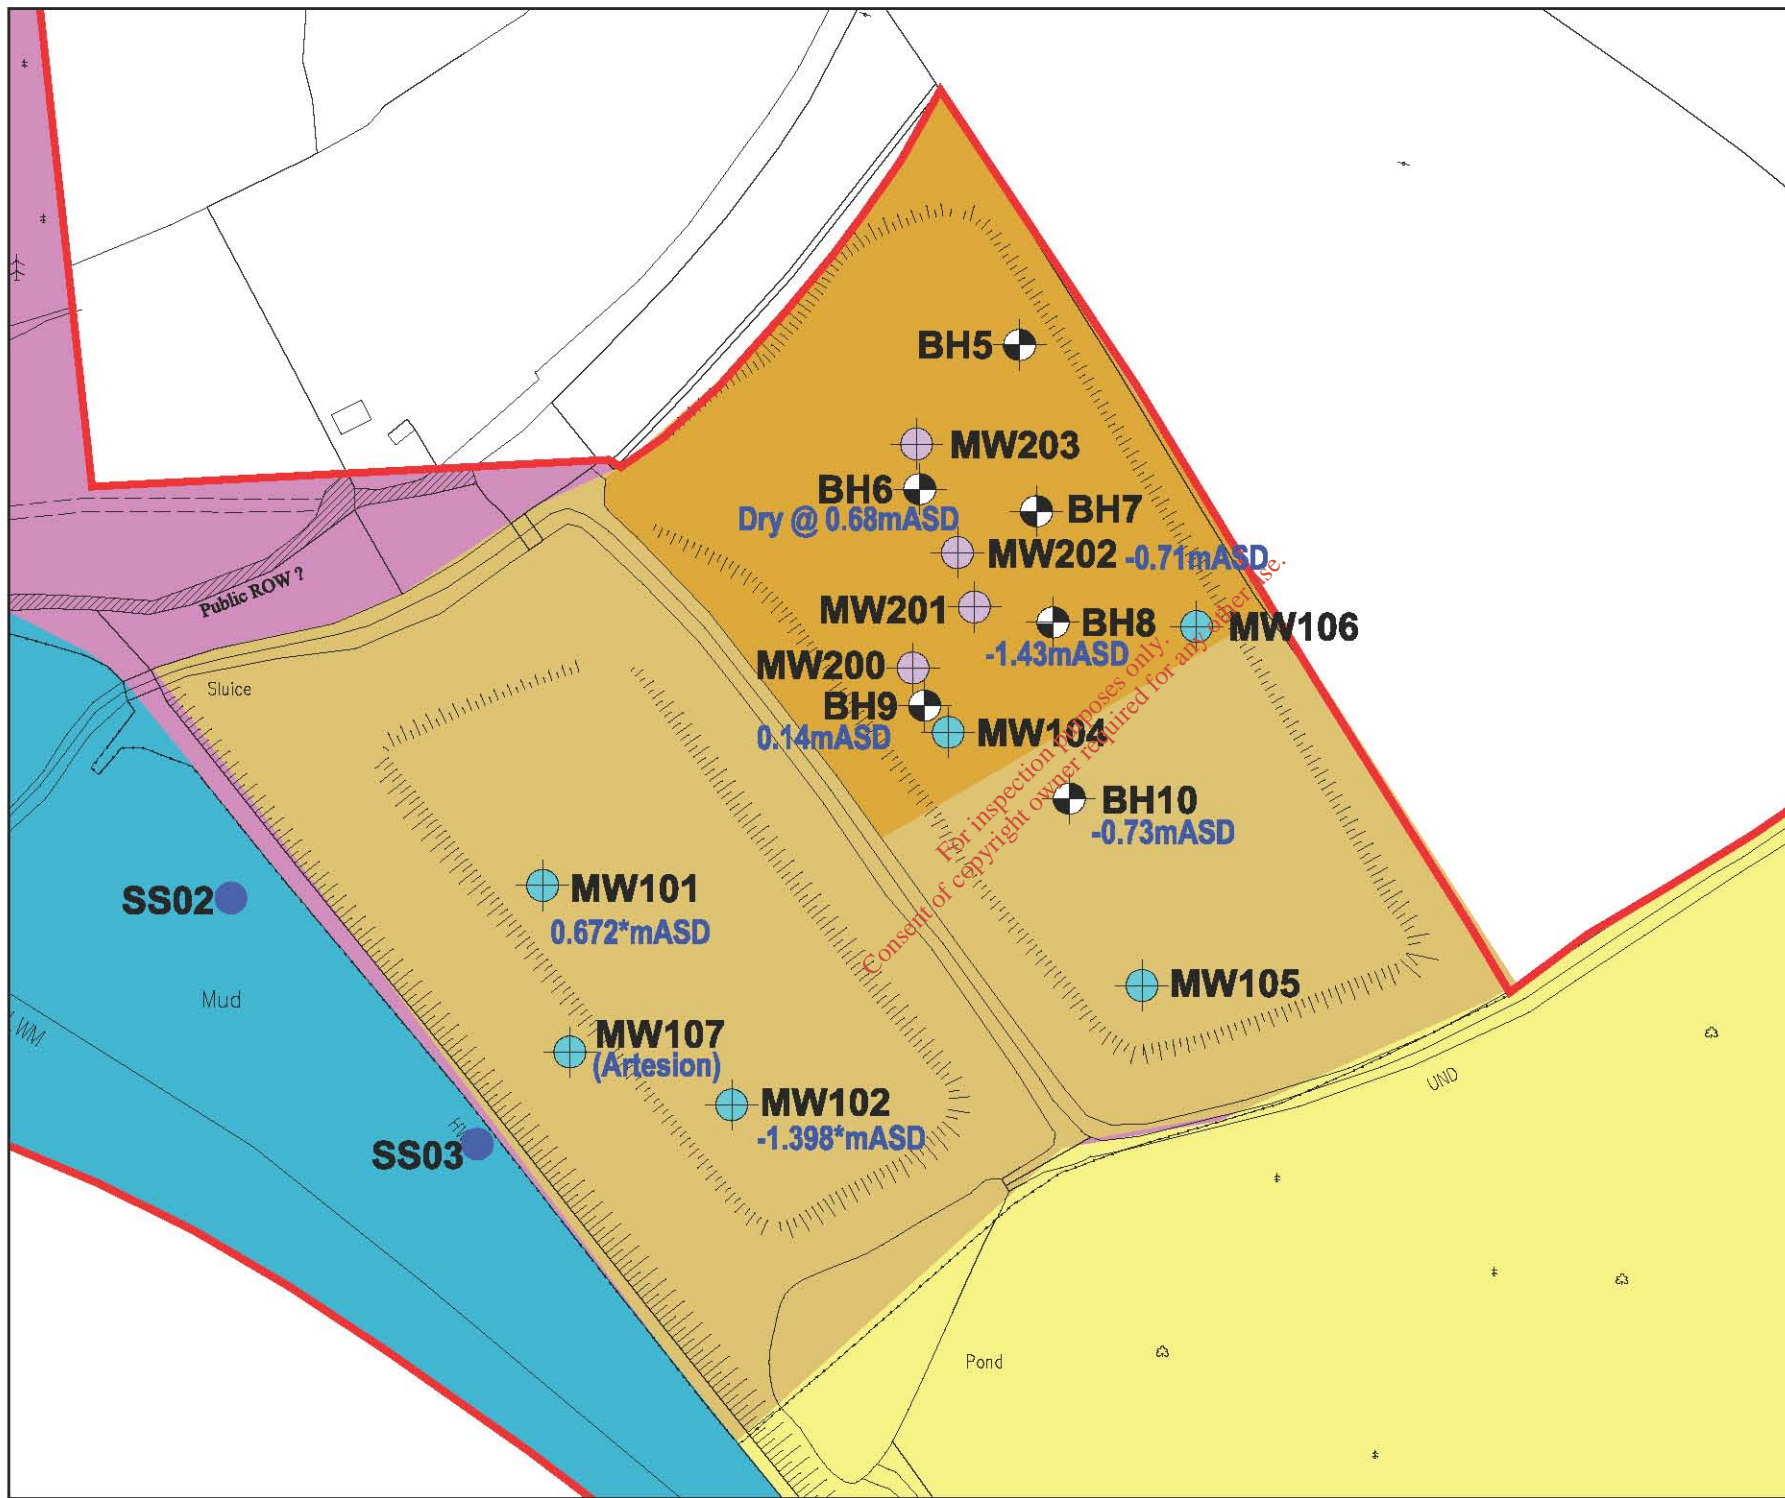 BH5
MW203
BH6
Dry @ 0.68mASD
BH7
MW202 -0.71mASD
MW201
BH8
-1.43mASD
MW106
MW200
BH9
0.14mASD
MW104
BH10
-0.73mASD
Public ROW ?
Sluice
SS02
MW101
0.672*mASD
Mud
LWM
MW105
MW107
(Artesion)
MW102
-1.398*mASD
SS03
UND
Pond
For inspection purposes only.
Consent of copyright owner required for any other use.